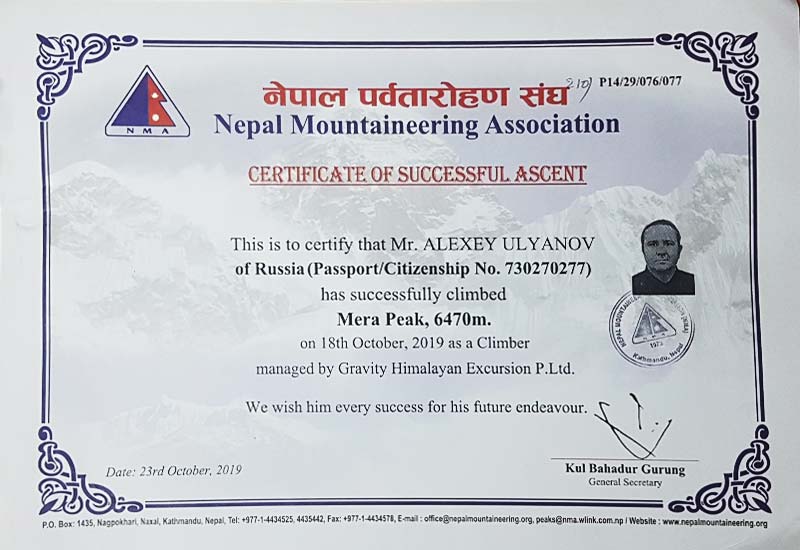 नेपाल पर्वतारोहण संघ
210) P14/29/076/077
NMA
Nepal Mountaineering Association
CERTIFICATE OF SUCCESSFUL ASCENT
This is to certify that Mr. ALEXEY ULYANOV
of Russia (Passport/Citizenship No. 730270277)
has successfully climbed
Mera Peak, 6470m.
on 18th October, 2019 as a Climber
managed by Gravity Himalayan Excursion P.Ltd.
We wish him every success for his future endeavour.
NEPAL MOUNTAINEERING ASSOCIATION (NMA)
1973
Kathmandu, Nepal
Kul Bahadur Gurung
General Secretary
Date: 23rd October, 2019
P.O. Box: 1435, Nagpokhari, Naxal, Kathmandu, Nepal, Tel: +977-1-4434525, 4435442, Fax: +977-1-4434578, E-mail : office@nepalmountaineering.org, peaks@nma.wlink.com.np / Website : www.nepalmountaineering.org